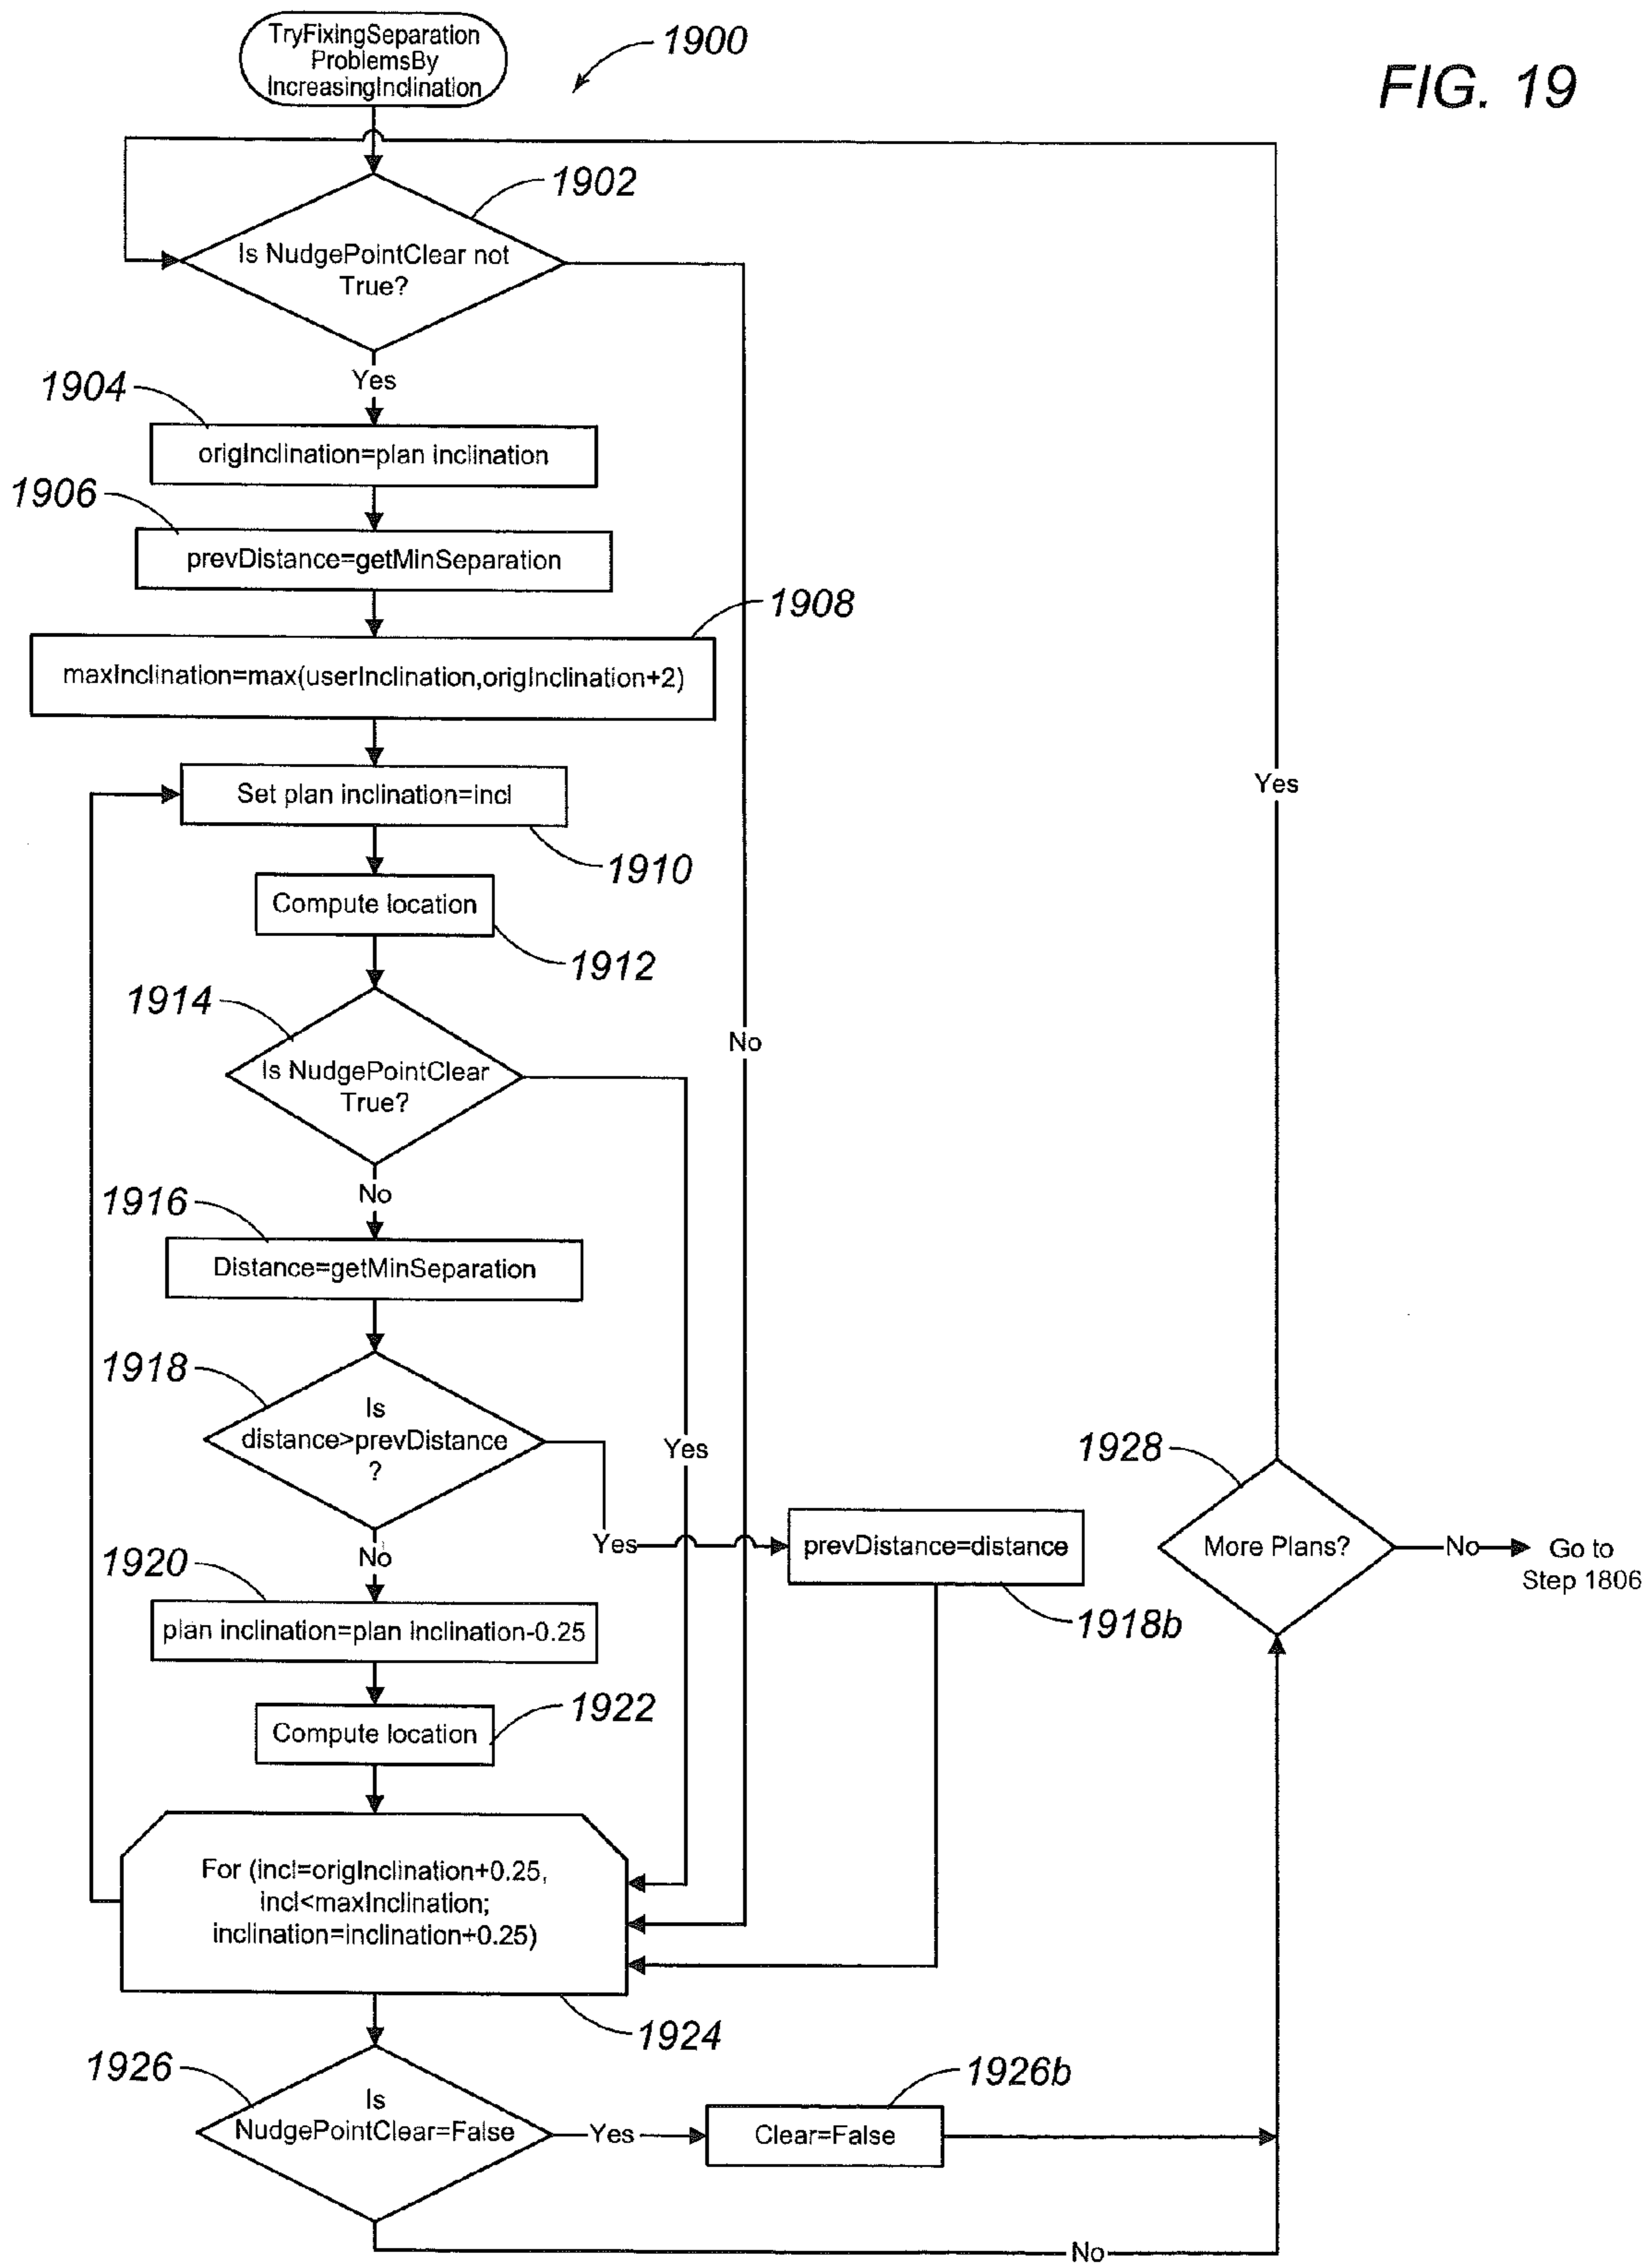 TryFixingSeparation
ProblemsBy
IncreasingInclination
1900
FIG. 19
1902
Is NudgePointClear not
True?
Yes
1904
origInclination=plan inclination
1906
prevDistance=getMinSeparation
1908
maxInclination=max(userInclination,origInclination+2)
Set plan inclination=incl
Yes
1910
Compute location
1912
1914
No
Is NudgePointClear
True?
No
1916
Distance=getMinSeparation
1918
Is
distance>prevDistance
?
Yes
1928
No
Yes
prevDistance=distance
More Plans?
No
Go to
Step 1806
1920
plan inclination=plan inclination-0.25
1918b
1922
Compute location
For (incl=origInclination+0.25,
incl<maxInclination;
inclination=inclination+0.25)
1924
1926
Is
NudgePointClear=False
Yes
1926b
Clear=False
No